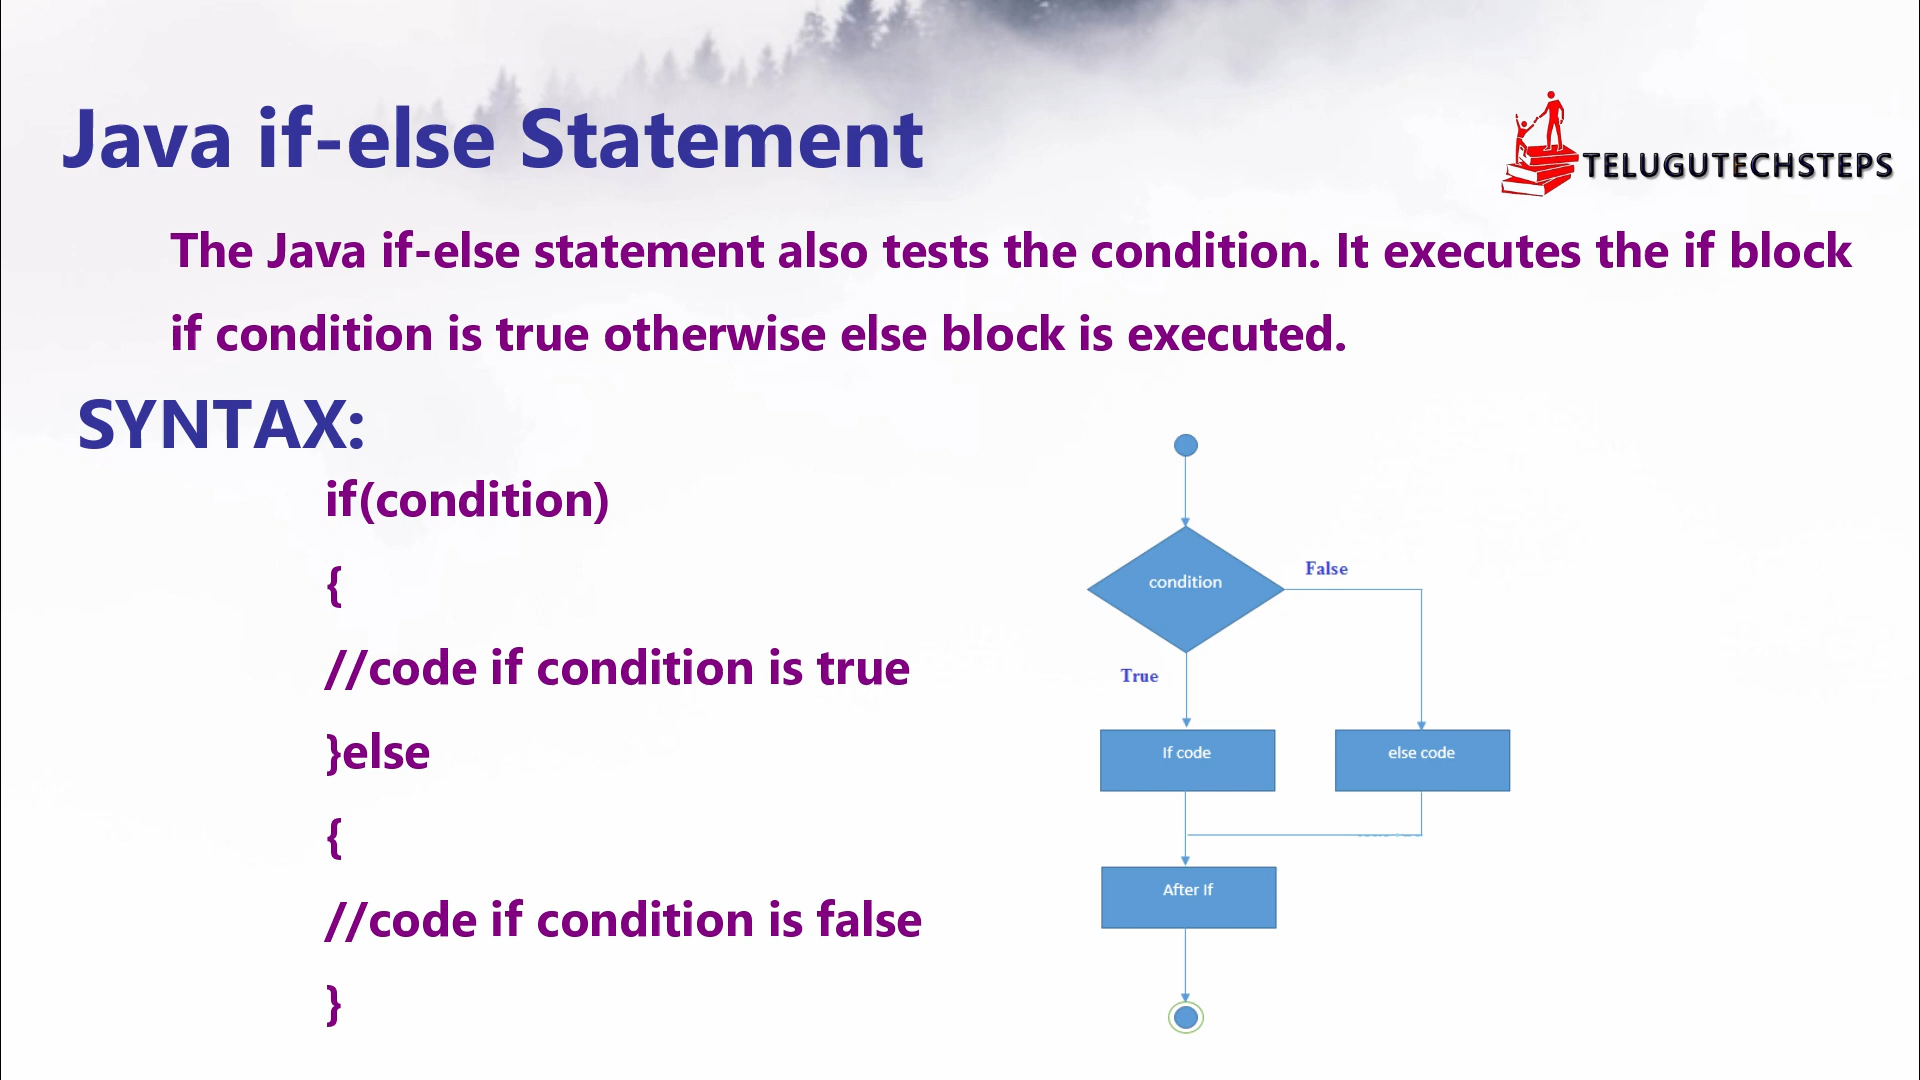 Java if-else Statement
TELUGUTECHSTEPS
The Java if-else statement also tests the condition. It executes the if block
if condition is true otherwise else block is executed.
SYNTAX:
if(condition)
{
//code if condition is true
}else
{
//code if condition is false
}
condition
False
True
If code
else code
After If